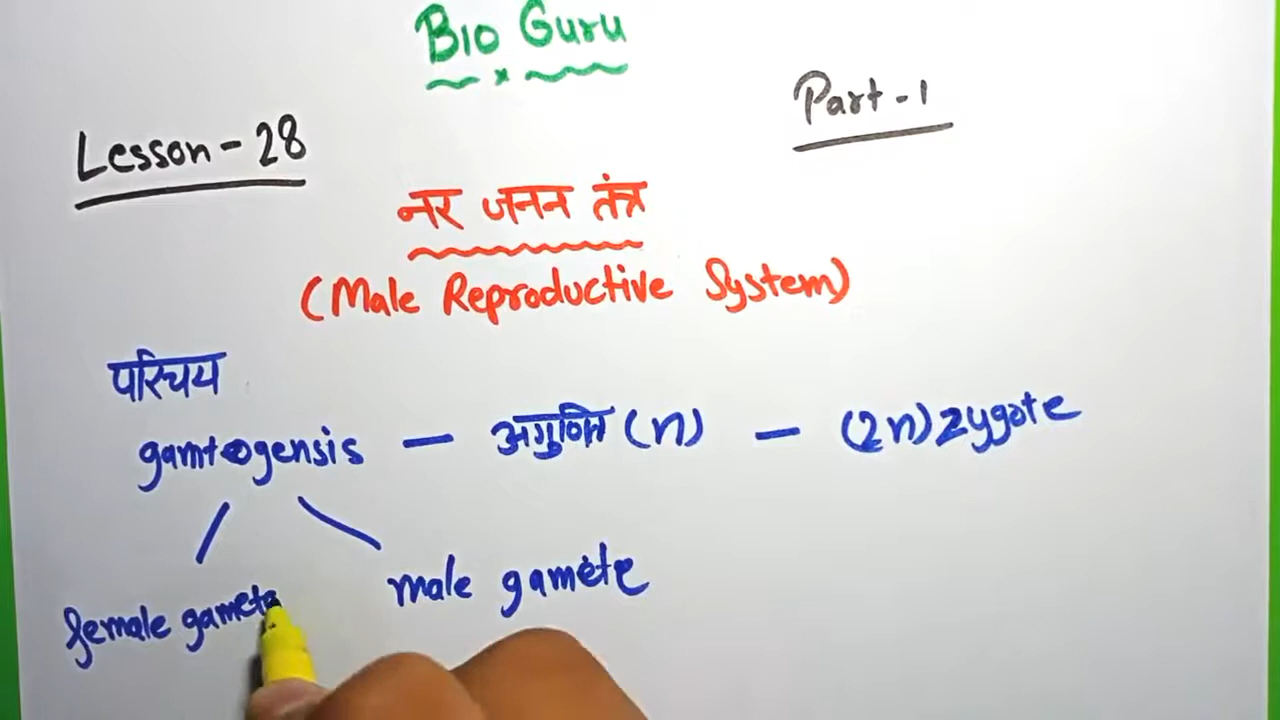 Bio Guru
Part-1
Lesson-28
नर जनन तंत्र
(Male Reproductive System)
परिचय
gamteogensis — अगुणित (n) — (2n) zygote
female gamete male gamete